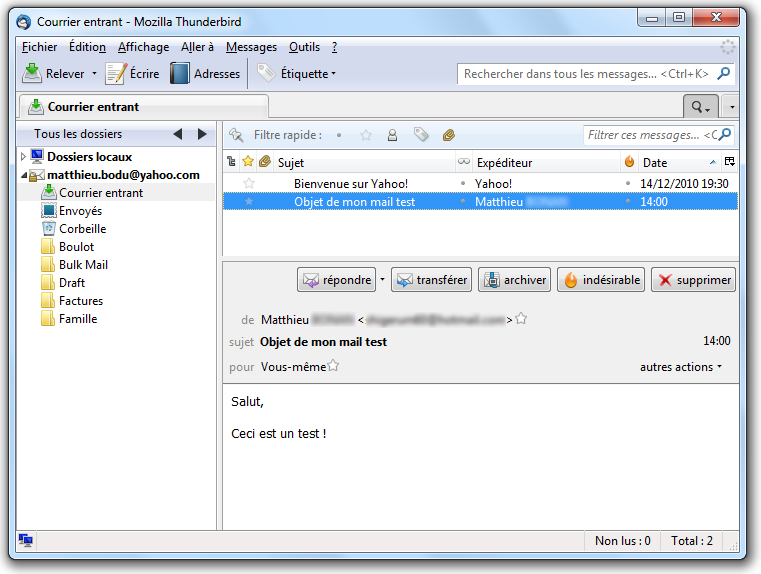 Courrier entrant - Mozilla Thunderbird
Fichier Édition Affichage Aller à Messages Outils ?
Relever Écrire Adresses Étiquette Rechercher dans tous les messages... <Ctrl+K>
Courrier entrant
Tous les dossiers
Filtre rapide : Filtrer ces messages... <C
Sujet Expéditeur Date
Bienvenue sur Yahoo! Yahoo! 14/12/2010 19:30
Objet de mon mail test Matthieu 14:00
Dossiers locaux
matthieu.bodu@yahoo.com
Courrier entrant
Envoyés
Corbeille
Boulot
Bulk Mail
Draft
Factures
Famille
répondre transférer archiver indésirable supprimer
de Matthieu < >
sujet Objet de mon mail test 14:00
pour Vous-même autres actions
Salut,
Ceci est un test !
Non lus : 0 Total : 2